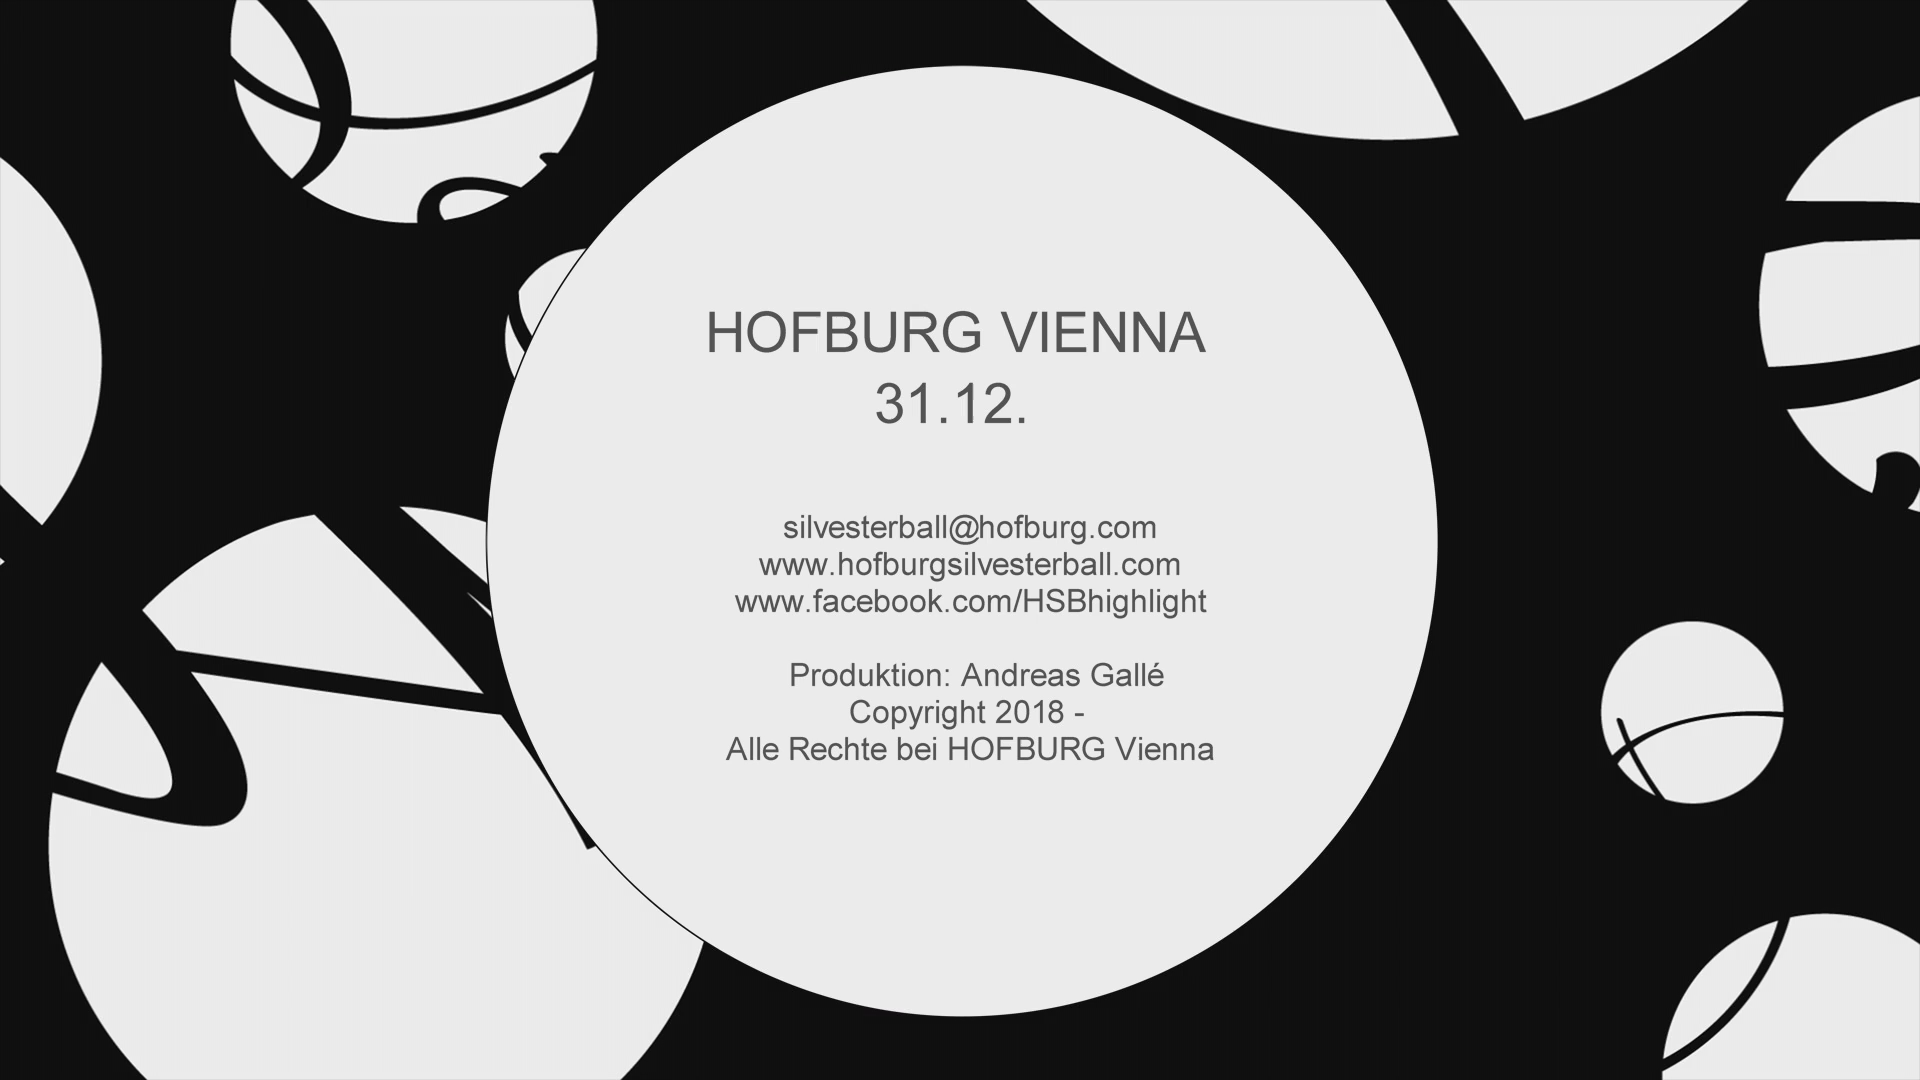 HOFBURG VIENNA
31.12.
silvesterball@hofburg.com
www.hofburgsilvesterball.com
www.facebook.com/HSBhighlight
Produktion: Andreas Gallé
Copyright 2018 -
Alle Rechte bei HOFBURG Vienna